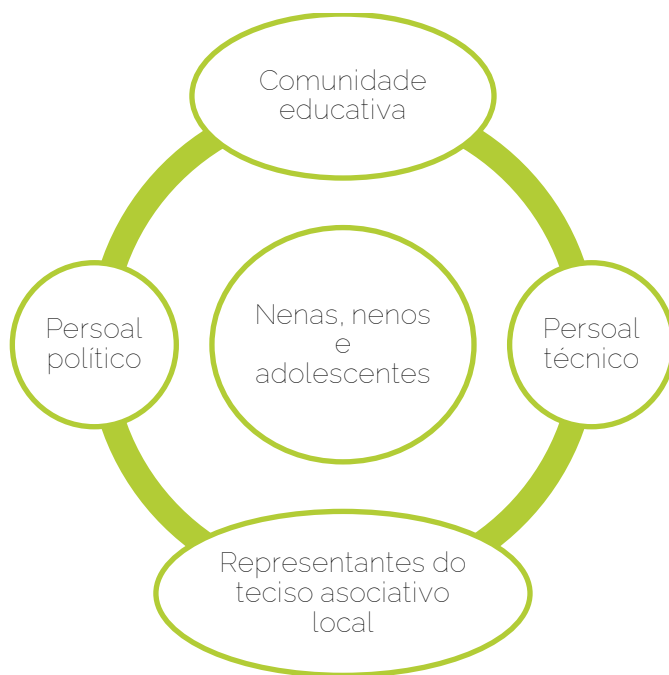 Comunidade
educativa
Persoal
político
Nenas, nenos
e
adolescentes
Persoal
técnico
Representantes do
teciso asociativo
local